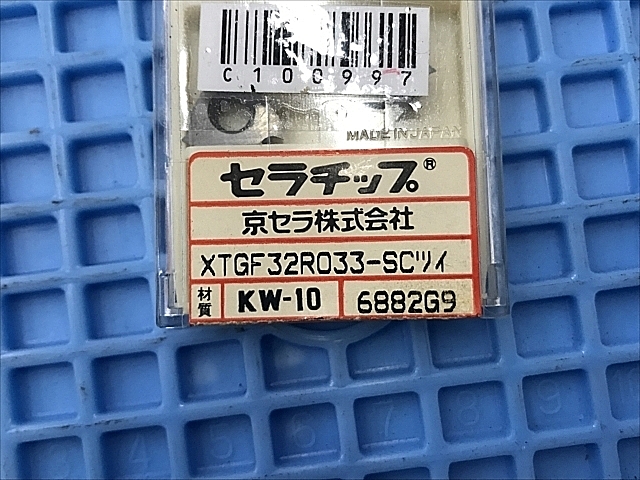 C100997
MADE IN JAPAN
セラチップ®
京セラ株式会社
XTGF32R033-SCツイ
材質 KW-10 6882G9